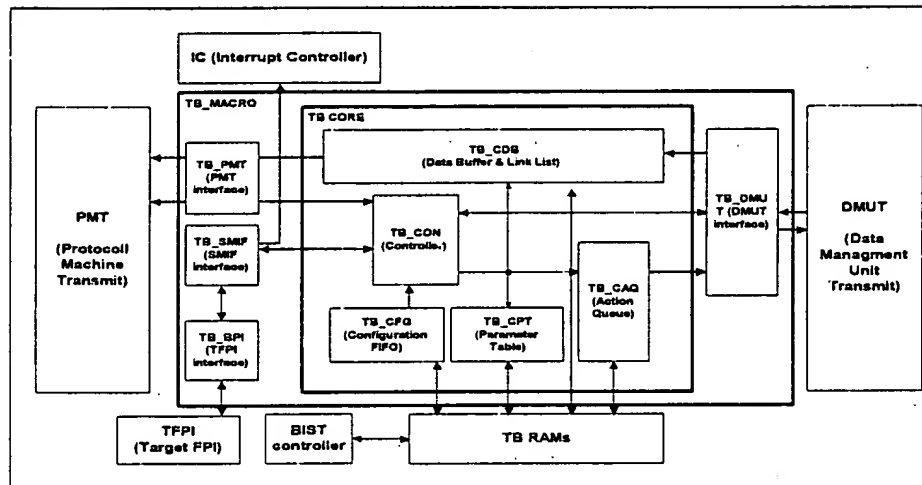 IC (Interrupt Controller)
TB_MACRO
TB CORE
TB_CDB
(Data Buffer & Link List)
TB_PMT
(PMT
interface)
TB_DMU
T (DMUT
interface)
PMT
(Protocoll
Machine
Transmit)
DMUT
(Data
Managment
Unit
Transmit)
TB_CON
(Controller)
TB_SMIF
(SMIF
interface)
TB_CAQ
(Action
Queue)
TB_BPI
(TFPI
interface)
TB_CFG
(Configuration
FIFO)
TB_CPT
(Parameter
Table)
TFPI
(Target FPI)
BIST
controller
TB RAMs